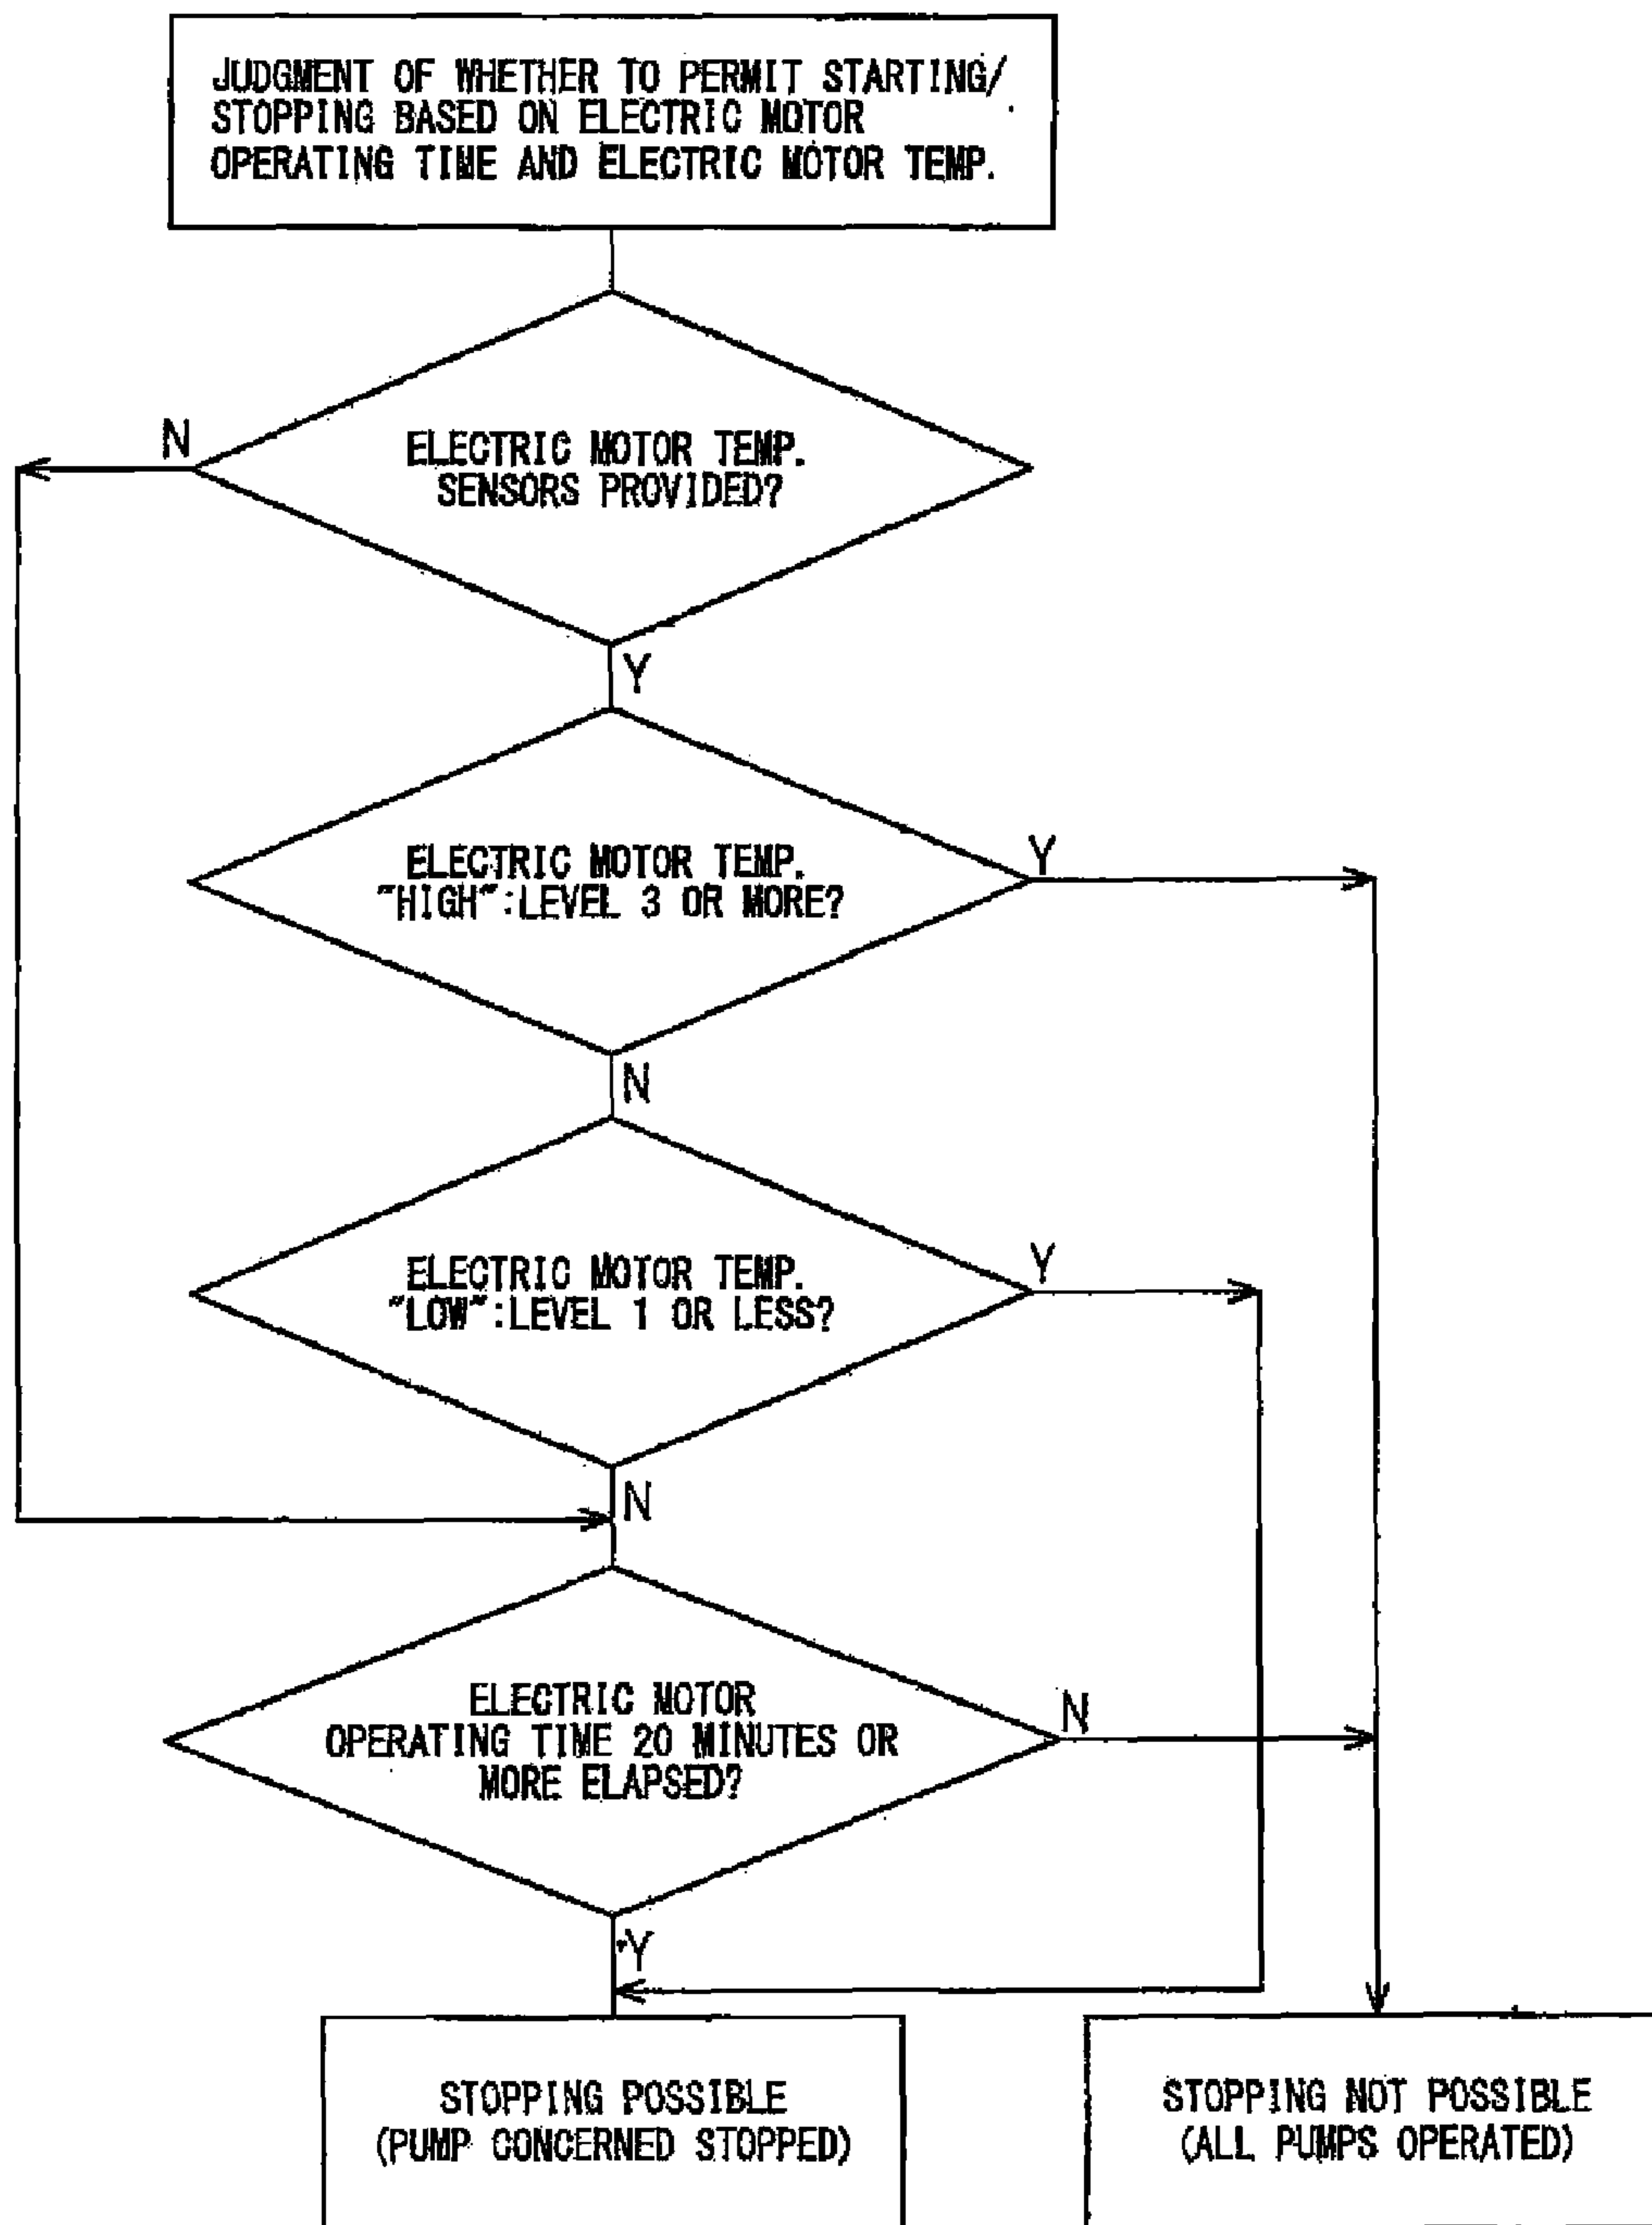 JUDGMENT OF WHETHER TO PERMIT STARTING/
STOPPING BASED ON ELECTRIC MOTOR
OPERATING TIME AND ELECTRIC MOTOR TEMP.
N
ELECTRIC MOTOR TEMP.
SENSORS PROVIDED?
Y
ELECTRIC MOTOR TEMP.
"HIGH":LEVEL 3 OR MORE?
Y
N
ELECTRIC MOTOR TEMP.
"LOW":LEVEL 1 OR LESS?
Y
N
ELECTRIC MOTOR
OPERATING TIME 20 MINUTES OR
MORE ELAPSED?
N
Y
STOPPING POSSIBLE
(PUMP CONCERNED STOPPED)
STOPPING NOT POSSIBLE
(ALL PUMPS OPERATED)